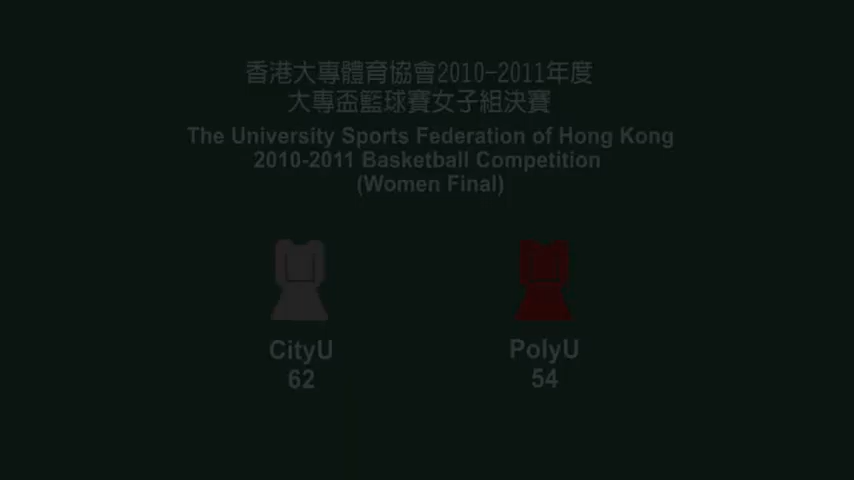 香港大專體育協會2010-2011年度
大專盃籃球賽女子組決賽
The University Sports Federation of Hong Kong
2010-2011 Basketball Competition
(Women Final)
CityU
PolyU
62
54